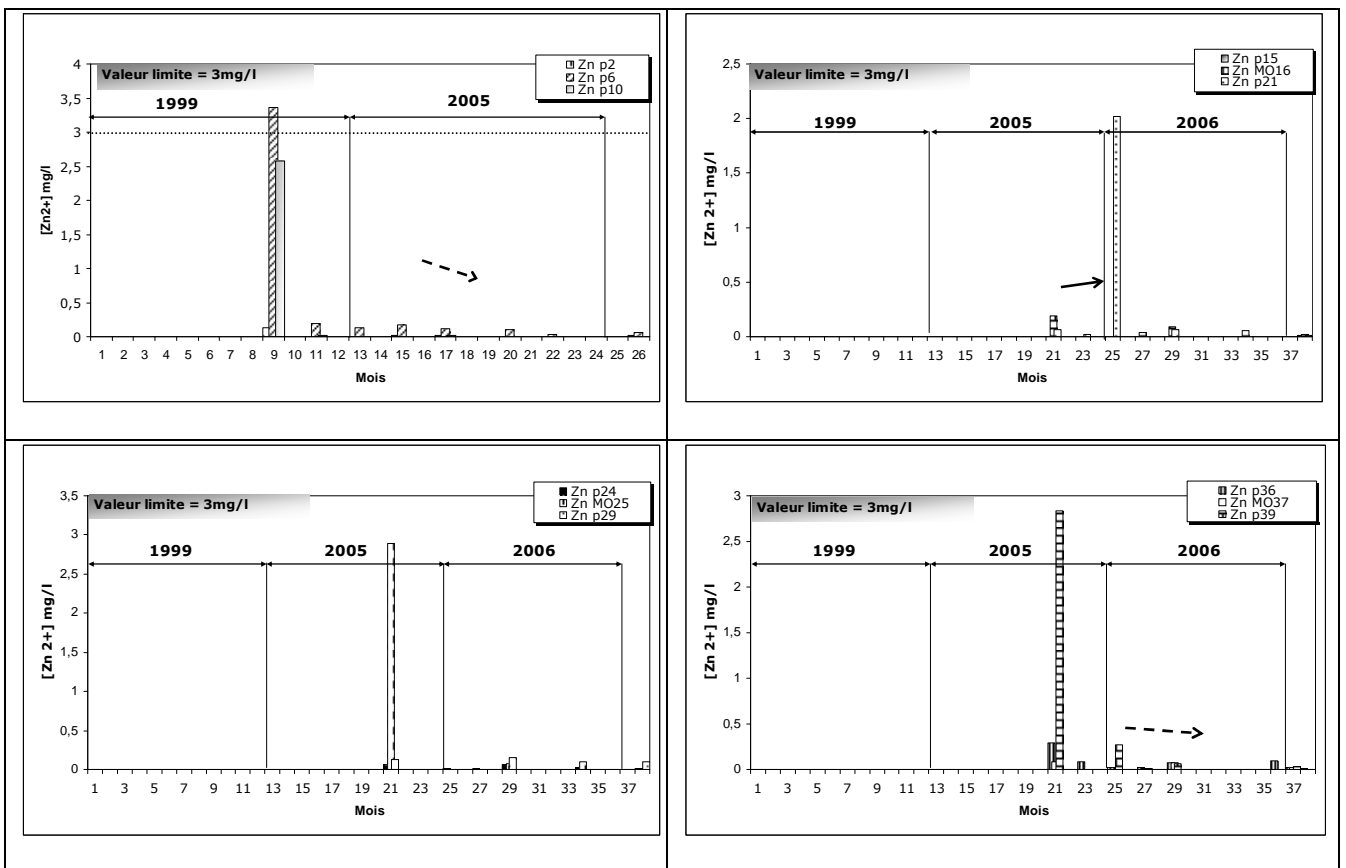 Valeur limite = 3mg/l
Zn p2
Zn p6
Zn p10
1999
2005
[Zn2+] mg/l
4
3,5
3
2,5
2
1,5
1
0,5
0
1 2 3 4 5 6 7 8 9 10 11 12 13 14 15 16 17 18 19 20 21 22 23 24 25 26
Mois
Valeur limite = 3mg/l
Zn p15
Zn MO16
Zn p21
1999
2005
2006
[Zn 2+] mg/l
2,5
2
1,5
1
0,5
0
1 3 5 7 9 11 13 15 17 19 21 23 25 27 29 31 33 35 37
Mois
Valeur limite = 3mg/l
Zn p24
Zn MO25
Zn p29
1999
2005
2006
[Zn 2+] mg/l
3,5
3
2,5
2
1,5
1
0,5
0
1 3 5 7 9 11 13 15 17 19 21 23 25 27 29 31 33 35 37
Mois
Valeur limite = 3mg/l
Zn p36
Zn MO37
Zn p39
1999
2005
2006
[Zn 2+] mg/l
3
2,5
2
1,5
1
0,5
0
1 3 5 7 9 11 13 15 17 19 21 23 25 27 29 31 33 35 37
Mois